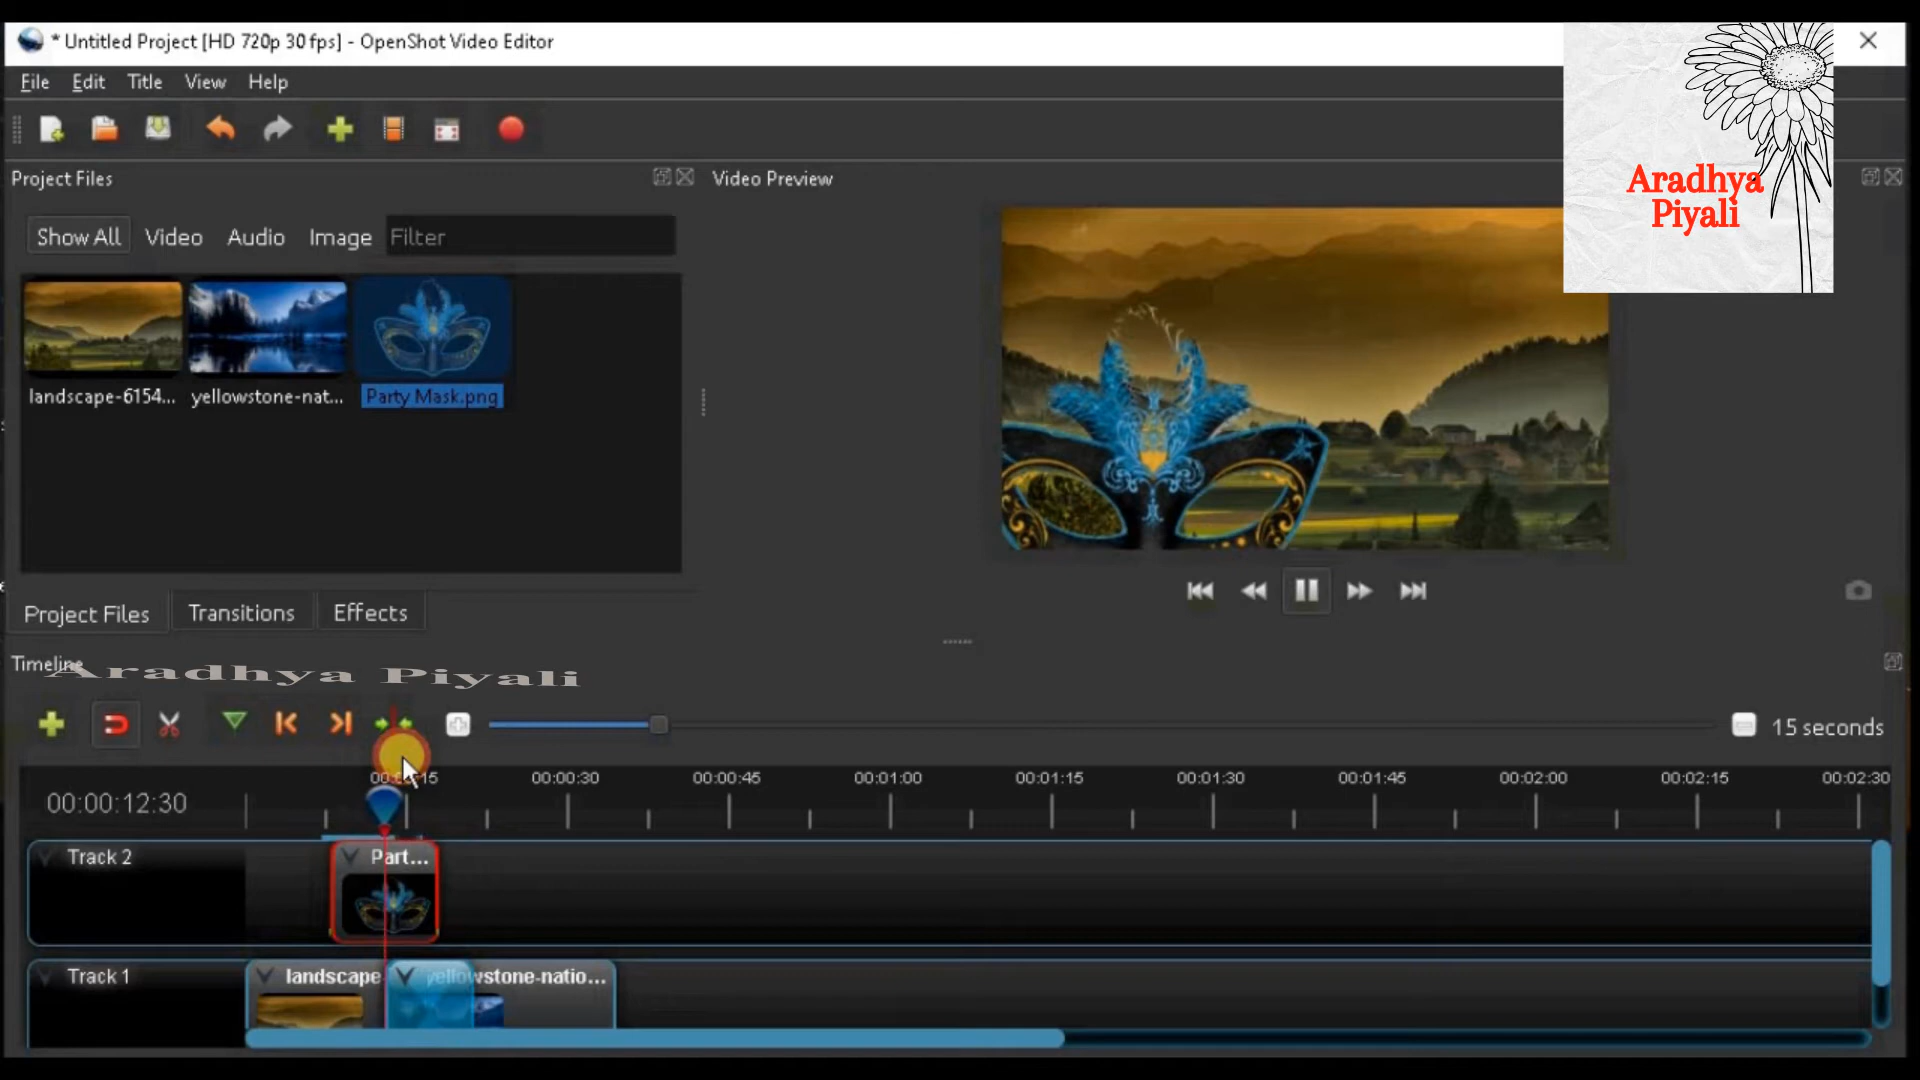 * Untitled Project [HD 720p 30 fps] - OpenShot Video Editor
File Edit Title View Help
Aradhya
Piyali
Project Files
Video Preview
Show All Video Audio Image Filter
landscape-6154... yellowstone-nat... Party Mask.png
Project Files Transitions Effects
Timeline
Aradhya Piyali
15 seconds
00:00:12:30
00:00:30 00:00:45 00:01:00 00:01:15 00:01:30 00:01:45 00:02:00 00:02:15 00:02:30
Track 2 Part...
Track 1 landscape yellowstone-natio...